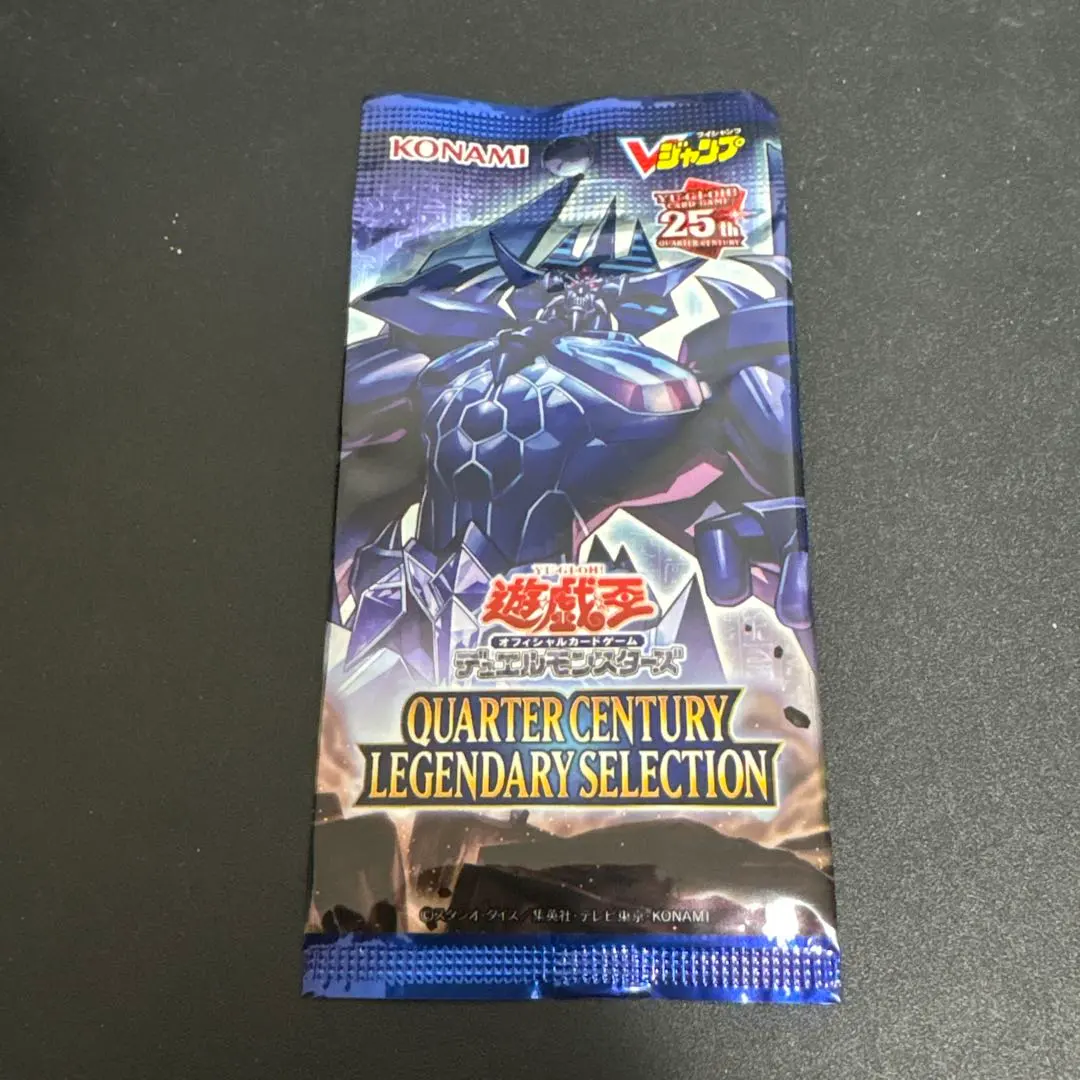 KONAMI
ブイジャンプ
Vジャンプ
YU-GI-OH!
CARD GAME
25th
QUARTER CENTURY
YU-GI-OH!
遊戯王
オフィシャルカードゲーム
デュエルモンスターズ
QUARTER CENTURY
LEGENDARY SELECTION
©スタジオ・ダイス/集英社・テレビ東京・KONAMI